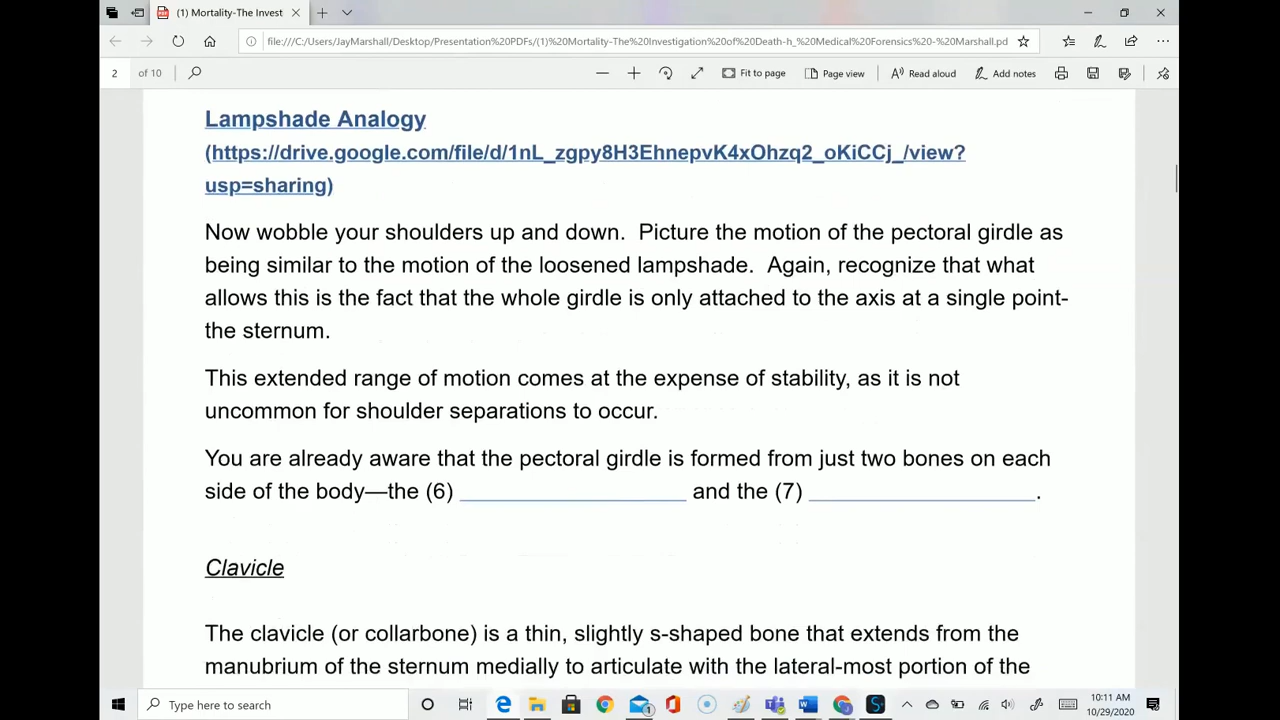 (1) Mortality-The Invest
file:///C:/Users/JayMarshall/Desktop/Presentation%20PDFs/(1)%20Mortality-The%20Investigation%20of%20Death-h_%20Medical%20Forensics%20-%20Marshall.pd
2 of 10
Fit to page
Page view
Read aloud
Add notes
Lampshade Analogy
(https://drive.google.com/file/d/1nL_zgpy8H3EhnepvK4xOhzq2_oKiCCj_/view?
usp=sharing)
Now wobble your shoulders up and down. Picture the motion of the pectoral girdle as
being similar to the motion of the loosened lampshade. Again, recognize that what
allows this is the fact that the whole girdle is only attached to the axis at a single point-
the sternum.
This extended range of motion comes at the expense of stability, as it is not
uncommon for shoulder separations to occur.
You are already aware that the pectoral girdle is formed from just two bones on each
side of the body—the (6) ____________________ and the (7) ____________________.
Clavicle
The clavicle (or collarbone) is a thin, slightly s-shaped bone that extends from the
manubrium of the sternum medially to articulate with the lateral-most portion of the
Type here to search
10:11 AM
10/29/2020